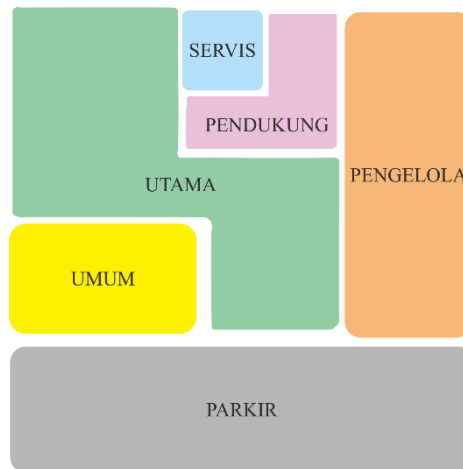 SERVIS
PENDUKUNG
UTAMA
PENGELOLA
UMUM
PARKIR